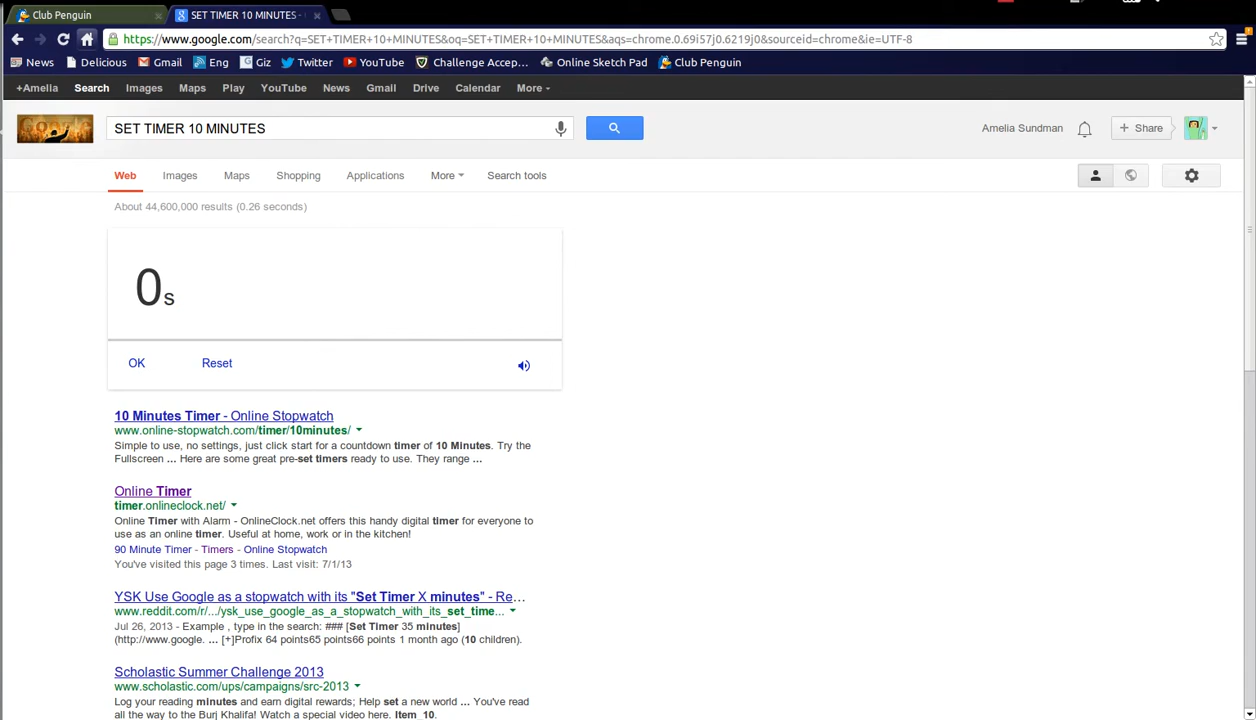 Club Penguin × SET TIMER 10 MINUTES - ×
https://www.google.com/search?q=SET+TIMER+10+MINUTES&oq=SET+TIMER+10+MINUTES&aqs=chrome.0.69i57j0.6219j0&sourceid=chrome&ie=UTF-8
News Delicious Gmail Eng Giz Twitter YouTube Challenge Accep... Online Sketch Pad Club Penguin
+Amelia Search Images Maps Play YouTube News Gmail Drive Calendar More
SET TIMER 10 MINUTES Amelia Sundman + Share
Web Images Maps Shopping Applications More Search tools
About 44,600,000 results (0.26 seconds)
0s
OK Reset
10 Minutes Timer - Online Stopwatch
www.online-stopwatch.com/timer/10minutes/
Simple to use, no settings, just click start for a countdown timer of 10 Minutes. Try the
Fullscreen ... Here are some great pre-set timers ready to use. They range ...
Online Timer
timer.onlineclock.net/
Online Timer with Alarm - OnlineClock.net offers this handy digital timer for everyone to
use as an online timer. Useful at home, work or in the kitchen!
90 Minute Timer - Timers - Online Stopwatch
You've visited this page 3 times. Last visit: 7/1/13
YSK Use Google as a stopwatch with its "Set Timer X minutes" - Re...
www.reddit.com/r/.../ysk_use_google_as_a_stopwatch_with_its_set_time...
Jul 26, 2013 - Example , type in the search: ### [Set Timer 35 minutes]
(http://www.google. ... [+]Profix 64 points65 points66 points 1 month ago (10 children).
Scholastic Summer Challenge 2013
www.scholastic.com/ups/campaigns/src-2013
Log your reading minutes and earn digital rewards; Help set a new world ... You've read
all the way to the Burj Khalifa! Watch a special video here. Item_10.